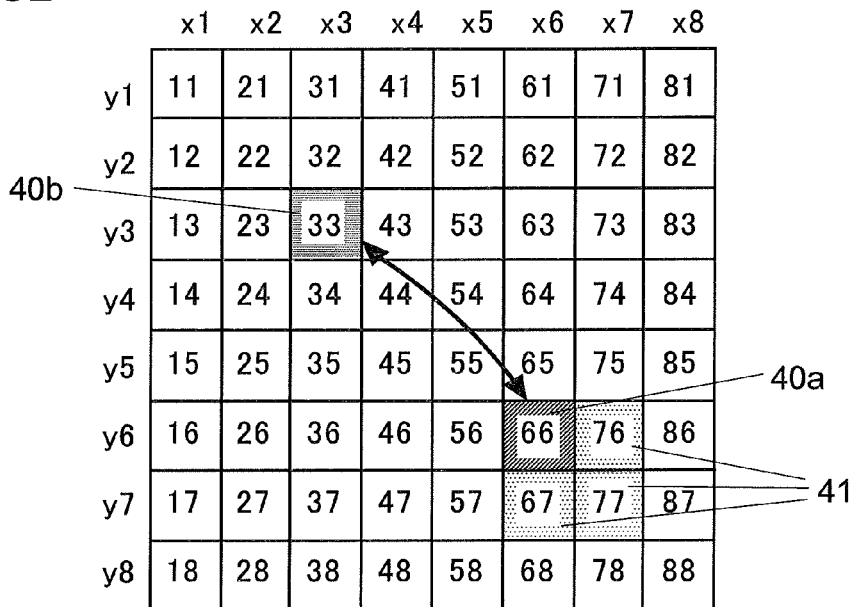 x1 x2 x3 x4 x5 x6 x7 x8
y1 11 21 31 41 51 61 71 81
y2 12 22 32 42 52 62 72 82
40b
y3 13 23 33 43 53 63 73 83
y4 14 24 34 44 54 64 74 84
y5 15 25 35 45 55 65 75 85
40a
y6 16 26 36 46 56 66 76 86
y7 17 27 37 47 57 67 77 87 41
y8 18 28 38 48 58 68 78 88